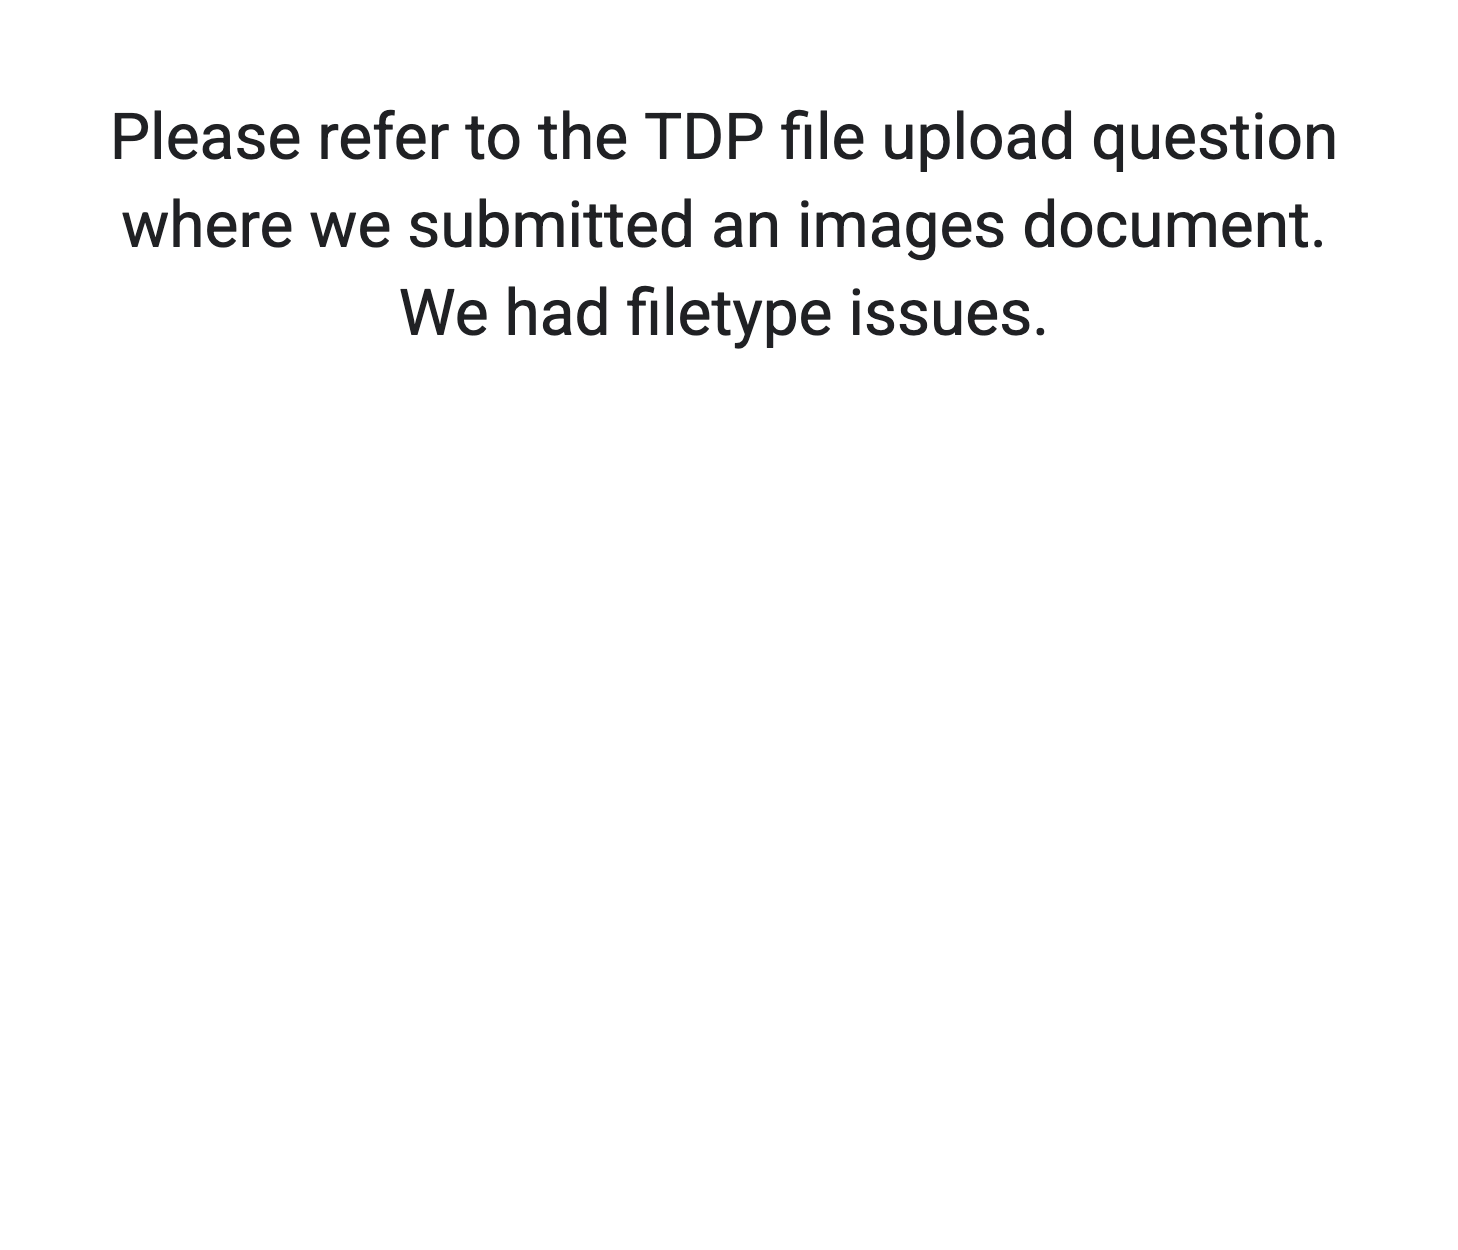 Please refer to the TDP file upload question
where we submitted an images document.
We had filetype issues.